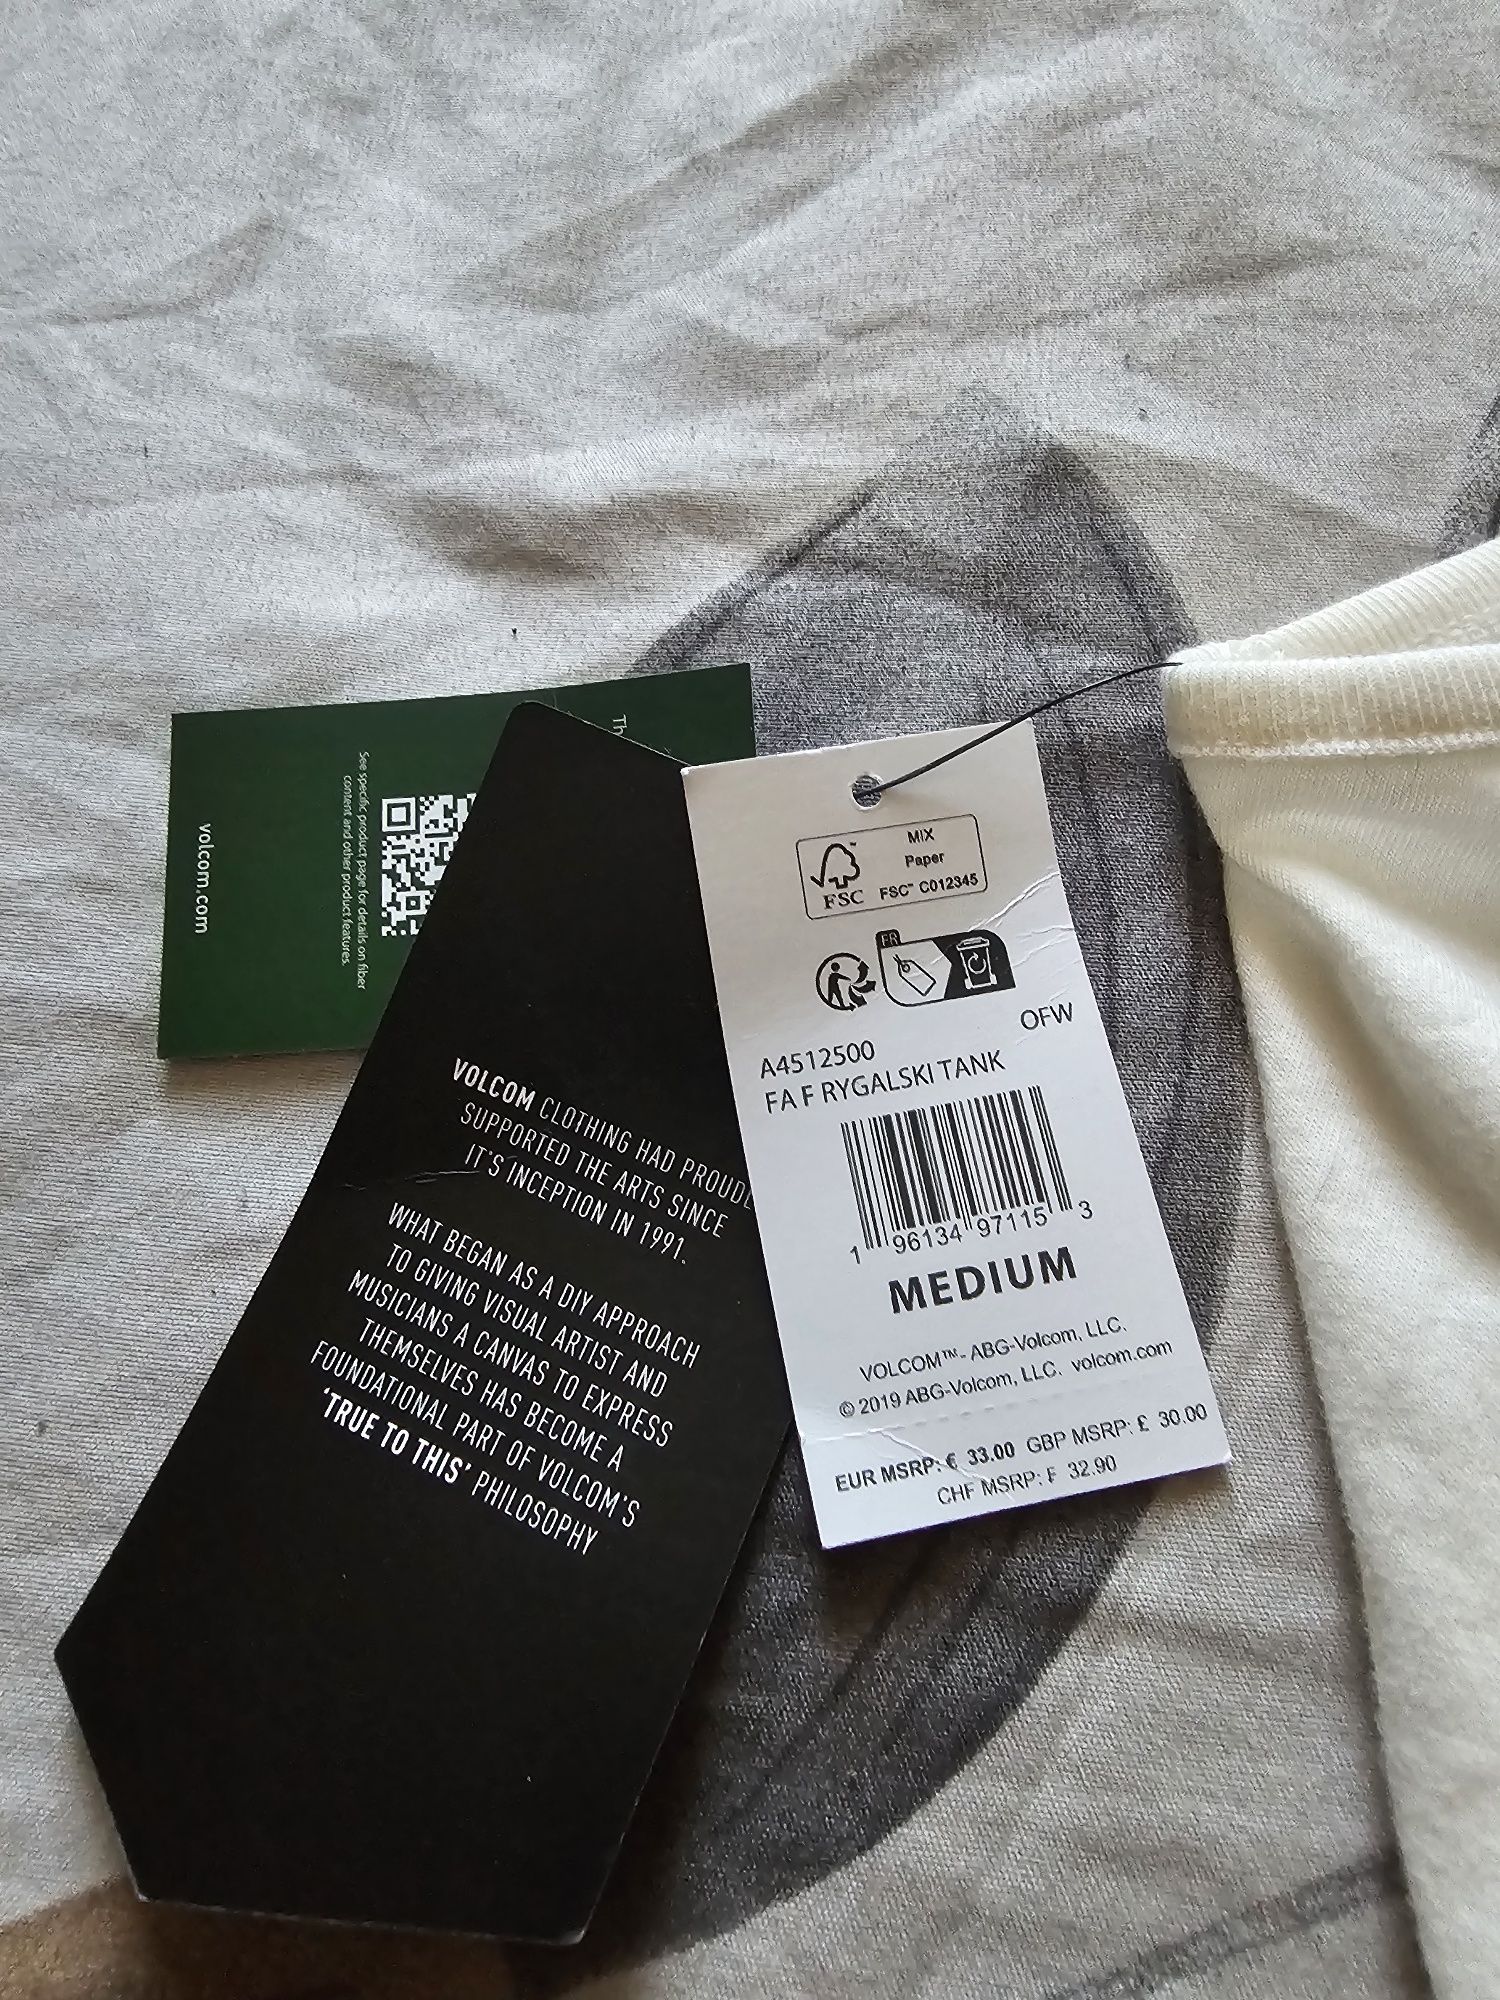 volcom.com
See specific product page for details on fiber
content and other product features.
VOLCOM CLOTHING HAD
SUPPORTED THE ARTS SINCE
IT'S INCEPTION IN 1991.
WHAT BEGAN AS A DIY APPROACH
TO GIVING VISUAL ARTIST AND
MUSICIANS A CANVAS TO EXPRESS
THEMSELVES HAS BECOME A
FOUNDATIONAL PART OF VOLCOM'S
'TRUE TO THIS' PHILOSOPHY
MIX
Paper
FSC™ C012345
FSC
FR
OFW
A4512500
FA F RYGALSKI TANK
1 96134 97115 3
MEDIUM
VOLCOM™- ABG-Volcom, LLC.
© 2019 ABG-Volcom, LLC. volcom.com
EUR MSRP: € 33.00 GBP MSRP: £ 30.00
CHF MSRP: ₣ 32.90